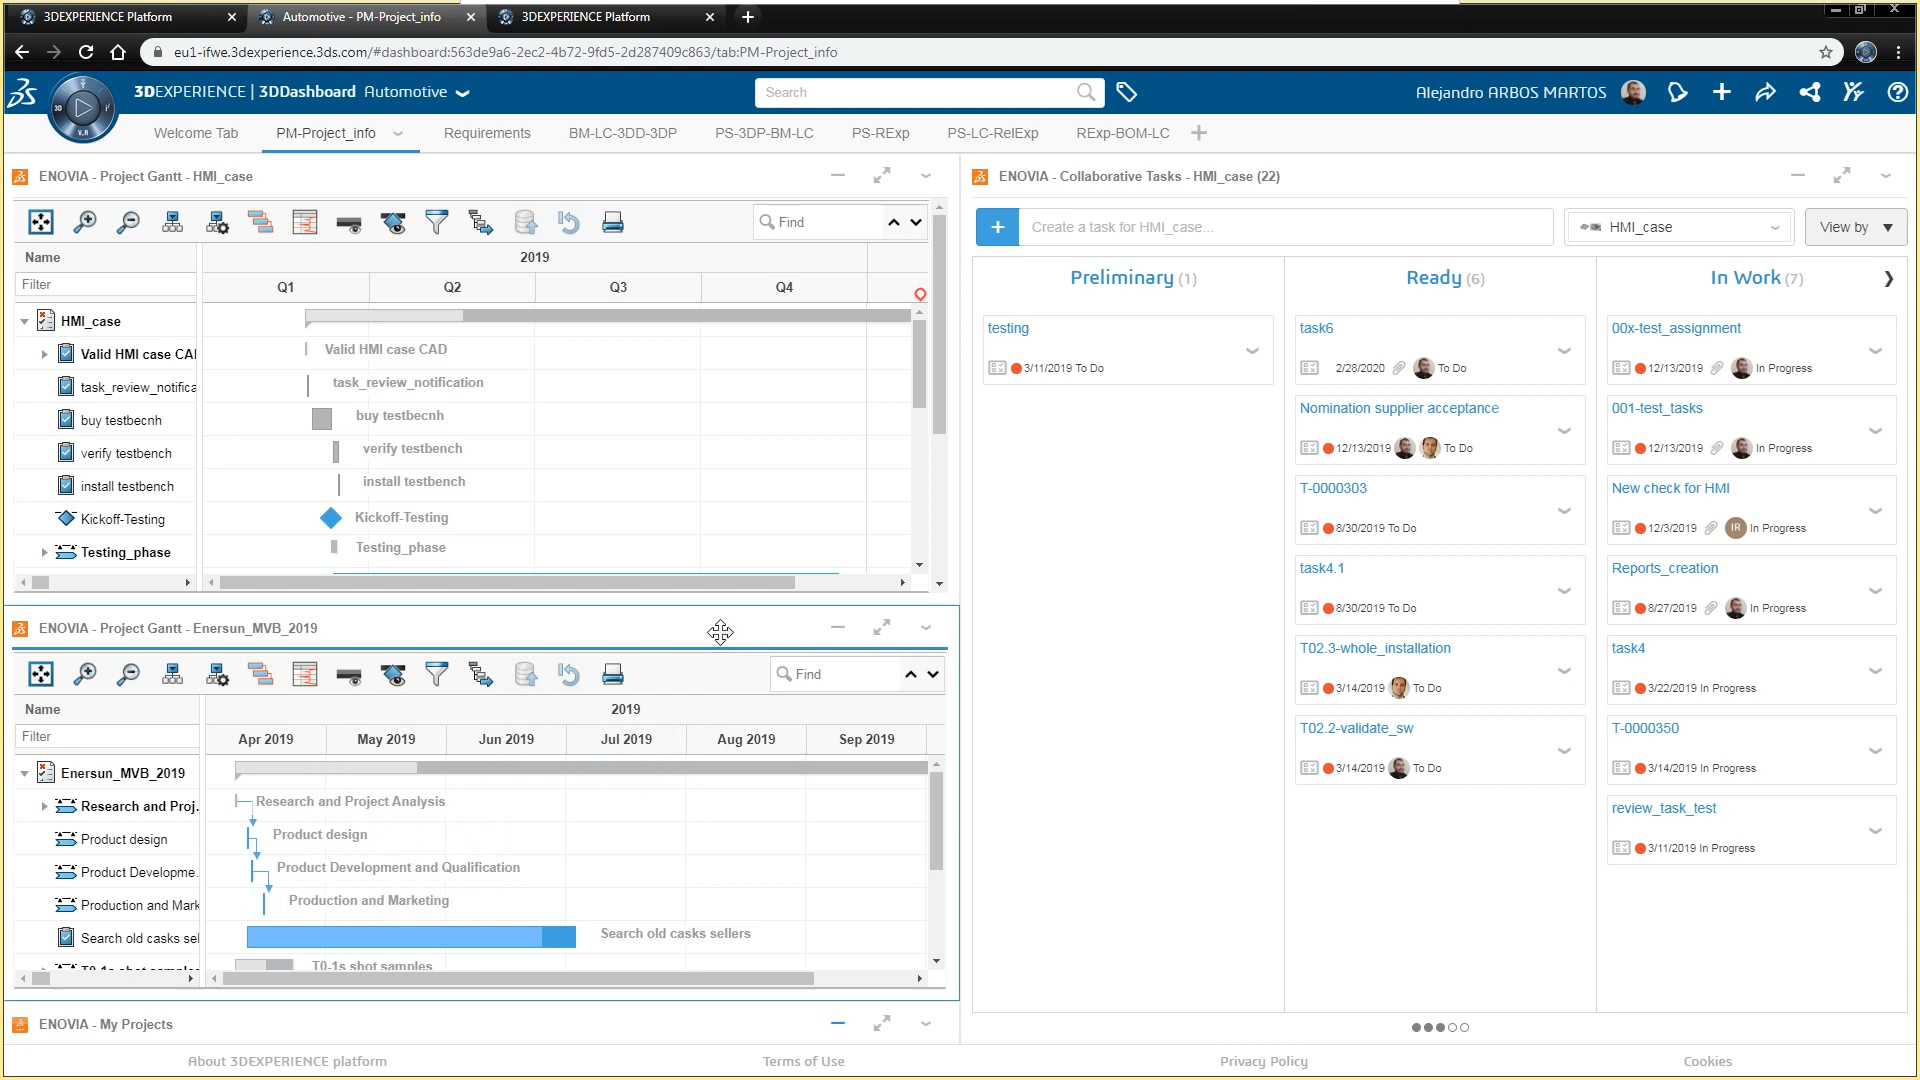 3DEXPERIENCE Platform
Automotive - PM-Project_info
3DEXPERIENCE Platform
eu1-ifwe.3dexperience.3ds.com/#dashboard:563de9a6-2ec2-4b72-9fd5-2d287409c863/tab:PM-Project_info
3DEXPERIENCE | 3DDashboard Automotive
Search
Alejandro ARBOS MARTOS
3D
V.R
Welcome Tab
PM-Project_info
Requirements
BM-LC-3DD-3DP
PS-3DP-BM-LC
PS-RExp
PS-LC-RelExp
RExp-BOM-LC
ENOVIA - Project Gantt - HMI_case
Find
Name
2019
Filter
Q1
Q2
Q3
Q4
HMI_case
Valid HMI case CAI
Valid HMI case CAD
task_review_notifica
task_review_notification
buy testbecnh
buy testbecnh
verify testbench
verify testbench
install testbench
install testbench
Kickoff-Testing
Kickoff-Testing
Testing_phase
Testing_phase
ENOVIA - Project Gantt - Enersun_MVB_2019
Find
Name
2019
Filter
Apr 2019
May 2019
Jun 2019
Jul 2019
Aug 2019
Sep 2019
Enersun_MVB_2019
Research and Proj.
Research and Project Analysis
Product design
Product design
Product Developme.
Product Development and Qualification
Production and Mark
Production and Marketing
Search old casks sel
Search old casks sellers
T0-1s shot samples
T0-1s shot samples
ENOVIA - My Projects
ENOVIA - Collaborative Tasks - HMI_case (22)
Create a task for HMI_case...
HMI_case
View by
Preliminary (1)
testing
3/11/2019 To Do
Ready (6)
task6
2/28/2020 To Do
Nomination supplier acceptance
12/13/2019 To Do
T-0000303
8/30/2019 To Do
task4.1
8/30/2019 To Do
T02.3-whole_installation
3/14/2019 To Do
T02.2-validate_sw
3/14/2019 To Do
In Work (7)
00x-test_assignment
12/13/2019 In Progress
001-test_tasks
12/13/2019 In Progress
New check for HMI
12/3/2019 IR In Progress
Reports_creation
8/27/2019 In Progress
task4
3/22/2019 In Progress
T-0000350
3/14/2019 In Progress
review_task_test
3/11/2019 In Progress
About 3DEXPERIENCE platform
Terms of Use
Privacy Policy
Cookies